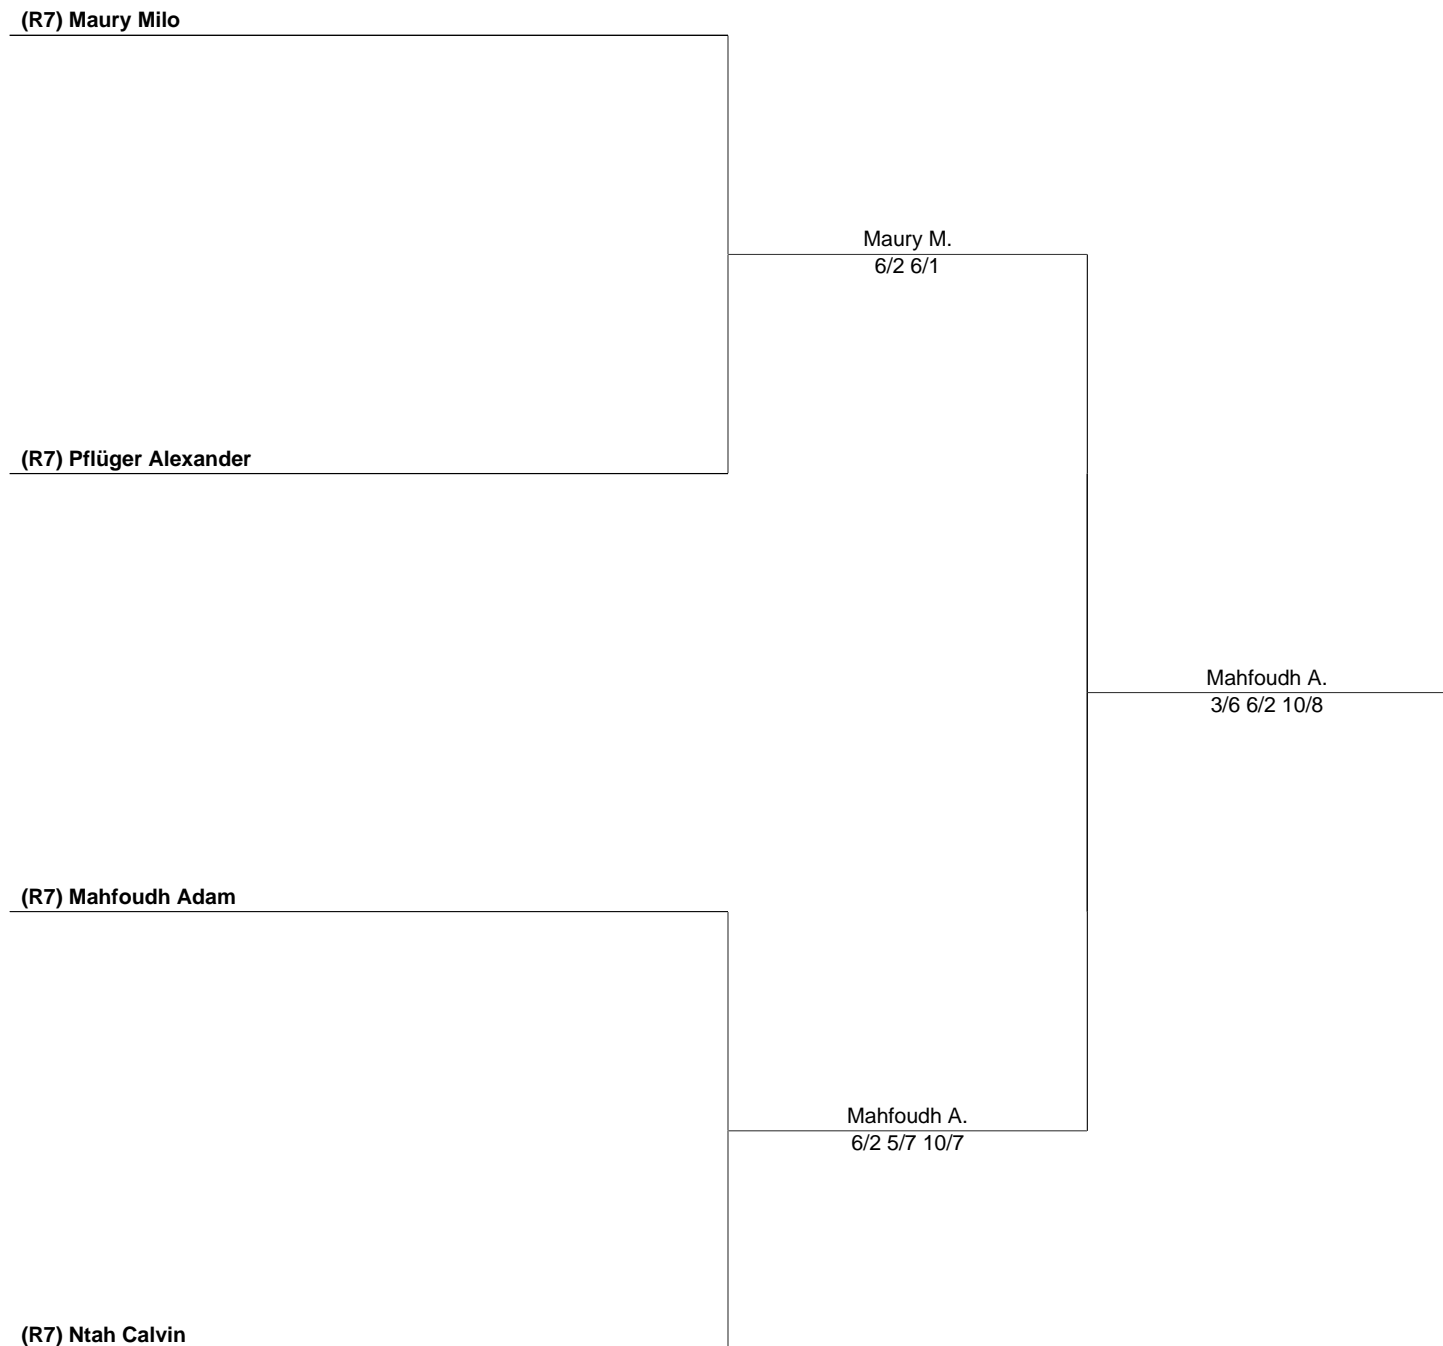 (R7) Maury Milo
Maury M.
6/2 6/1
(R7) Pflüger Alexander
Mahfoudh A.
3/6 6/2 10/8
(R7) Mahfoudh Adam
Mahfoudh A.
6/2 5/7 10/7
(R7) Ntah Calvin